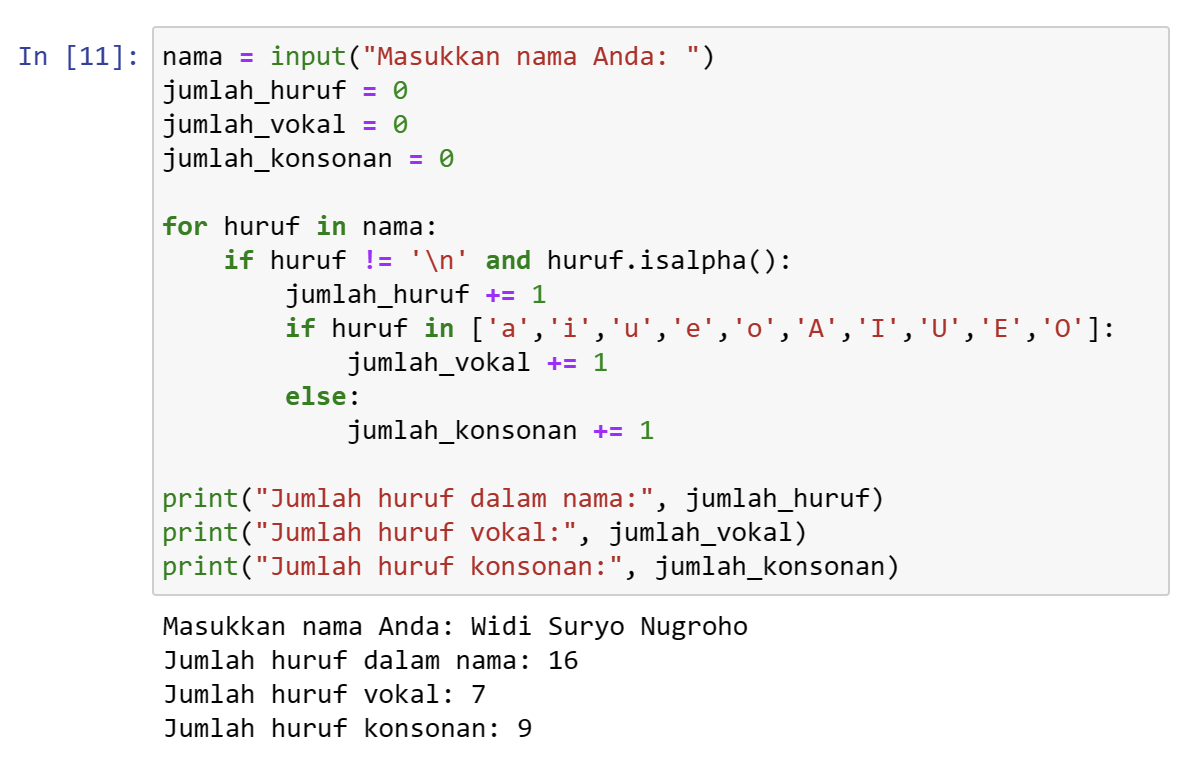 In [11]: nama = input("Masukkan nama Anda: ")
jumlah_huruf = 0
jumlah_vokal = 0
jumlah_konsonan = 0

for huruf in nama:
    if huruf != '\n' and huruf.isalpha():
        jumlah_huruf += 1
        if huruf in ['a','i','u','e','o','A','I','U','E','O']:
            jumlah_vokal += 1
        else:
            jumlah_konsonan += 1

print("Jumlah huruf dalam nama:", jumlah_huruf)
print("Jumlah huruf vokal:", jumlah_vokal)
print("Jumlah huruf konsonan:", jumlah_konsonan)
Masukkan nama Anda: Widi Suryo Nugroho
Jumlah huruf dalam nama: 16
Jumlah huruf vokal: 7
Jumlah huruf konsonan: 9